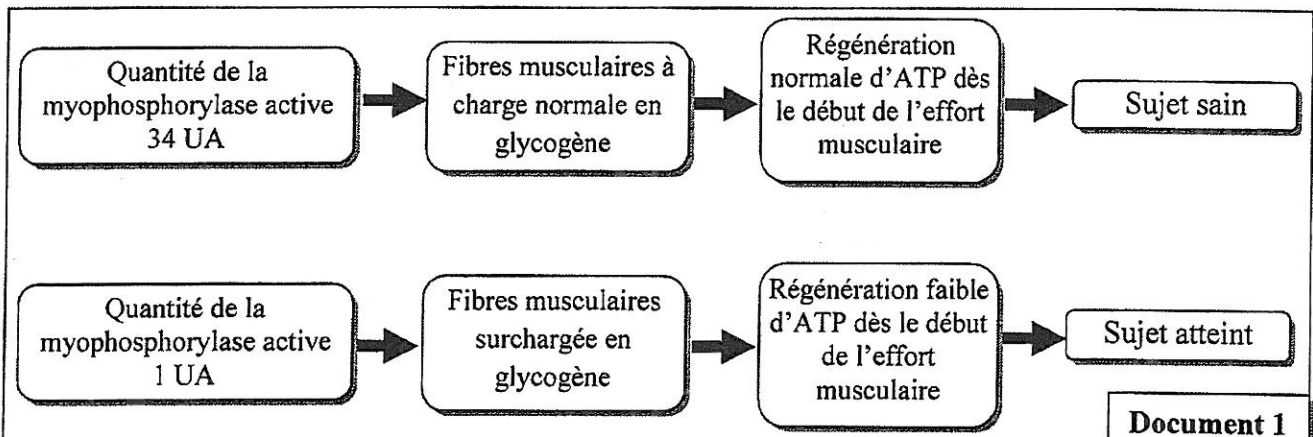 Quantité de la
myophosphorylase active
34 UA
Fibres musculaires à
charge normale en
glycogène
Régénération
normale d'ATP dès
le début de l'effort
musculaire
Sujet sain
Quantité de la
myophosphorylase active
1 UA
Fibres musculaires
surchargée en
glycogène
Régénération faible
d'ATP dès le début
de l'effort
musculaire
Sujet atteint
Document 1